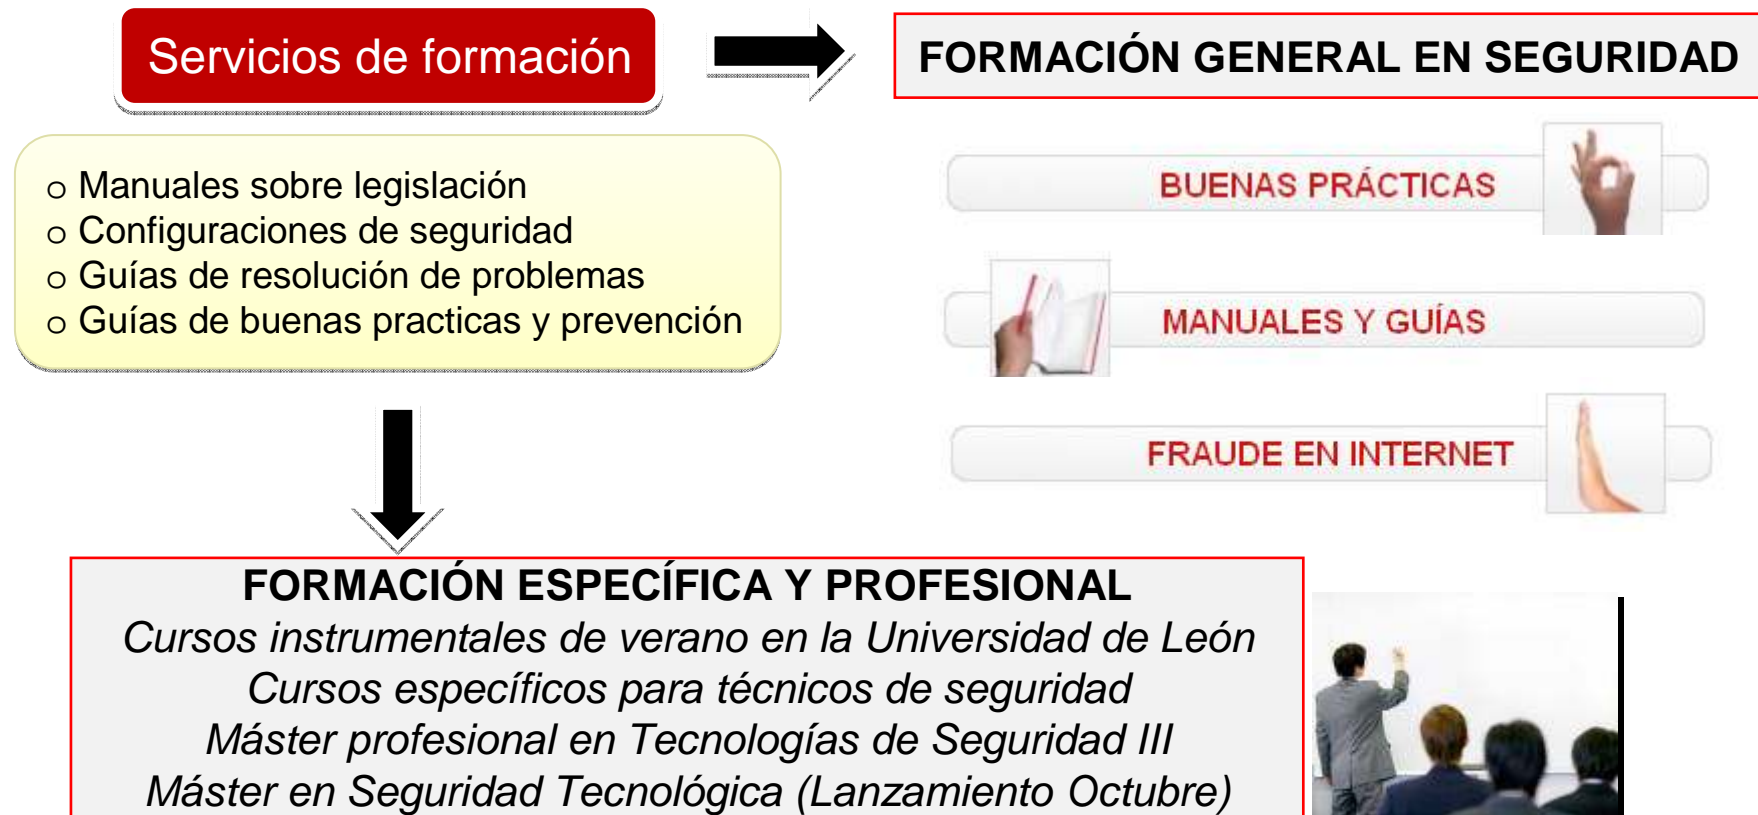 Servicios de formación
FORMACIÓN GENERAL EN SEGURIDAD
o Manuales sobre legislación
o Configuraciones de seguridad
o Guías de resolución de problemas
o Guías de buenas practicas y prevención
BUENAS PRÁCTICAS
MANUALES Y GUÍAS
FRAUDE EN INTERNET
FORMACIÓN ESPECÍFICA Y PROFESIONAL
Cursos instrumentales de verano en la Universidad de León
Cursos específicos para técnicos de seguridad
Máster profesional en Tecnologías de Seguridad III
Máster en Seguridad Tecnológica (Lanzamiento Octubre)